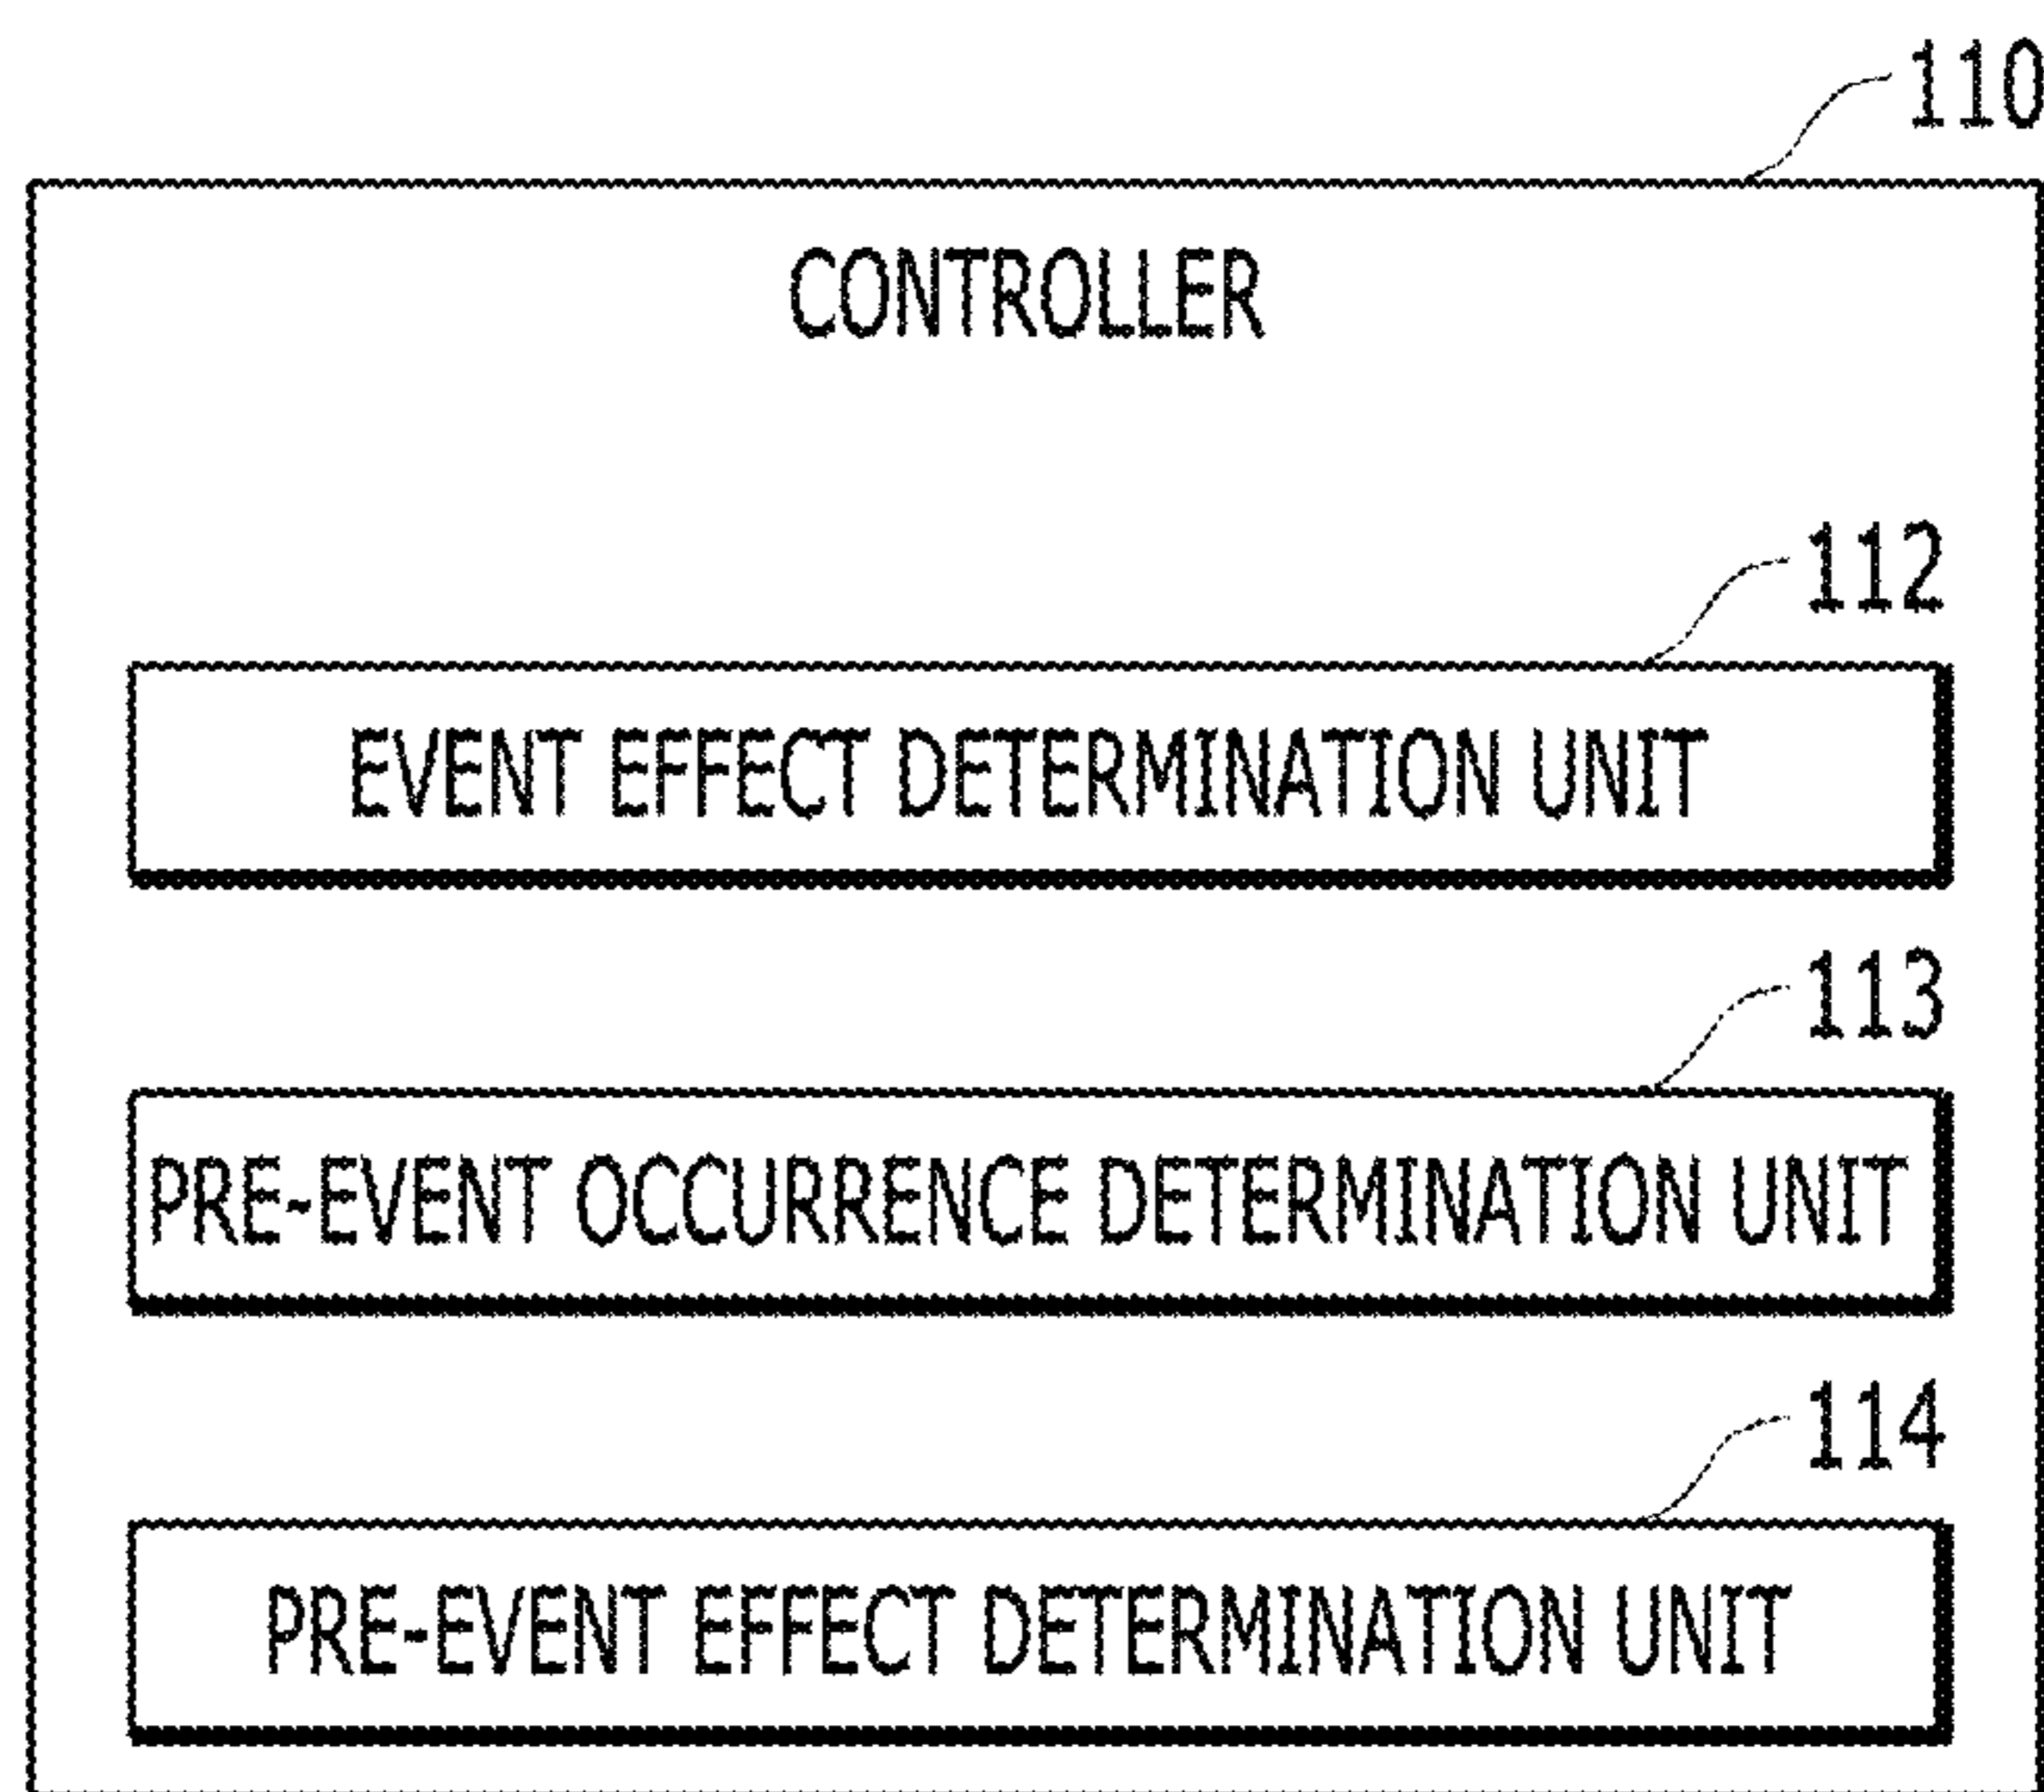 110
CONTROLLER
112
EVENT EFFECT DETERMINATION UNIT
113
PRE-EVENT OCCURRENCE DETERMINATION UNIT
114
PRE-EVENT EFFECT DETERMINATION UNIT